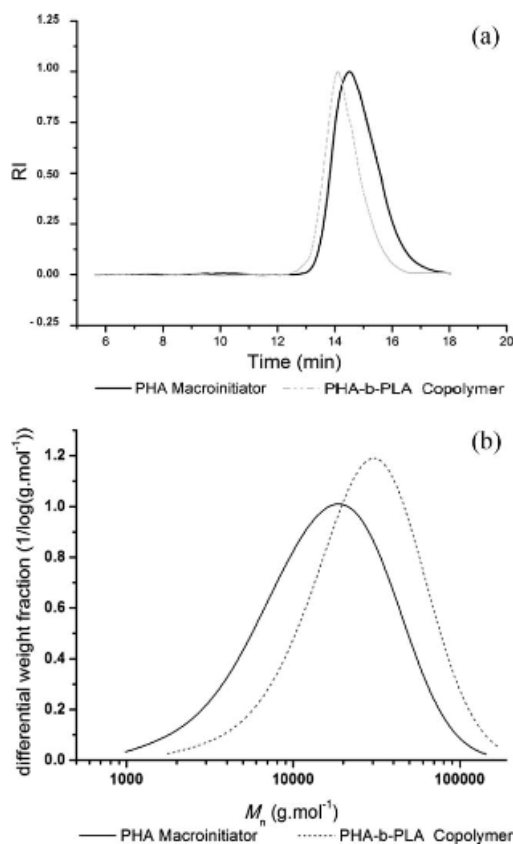 (a)
1.25
1.00
0.75
0.50
0.25
0.00
-0.25
RI
6 8 10 12 14 16 18 20
Time (min)
PHA Macroinitiator PHA-b-PLA Copolymer
(b)
1.2
1.0
0.8
0.6
0.4
0.2
0.0
differential weight fraction (1/log(g.mol⁻¹))
1000 10000 100000
Mₙ (g.mol⁻¹)
PHA Macroinitiator PHA-b-PLA Copolymer